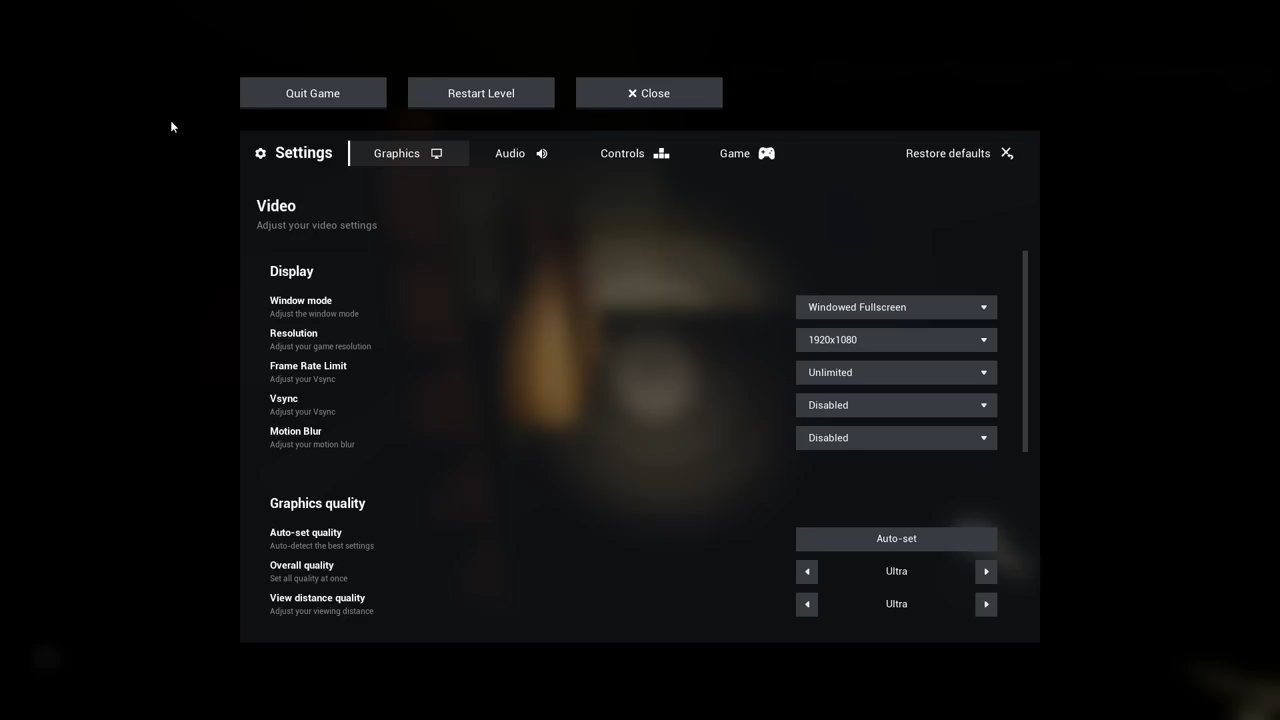 Quit Game
Restart Level
Close
Settings
Graphics
Audio
Controls
Game
Restore defaults
Video
Adjust your video settings
Display
Window mode
Adjust the window mode
Windowed Fullscreen
Resolution
Adjust your game resolution
1920x1080
Frame Rate Limit
Adjust your Vsync
Unlimited
Vsync
Adjust your Vsync
Disabled
Motion Blur
Adjust your motion blur
Disabled
Graphics quality
Auto-set quality
Auto-detect the best settings
Auto-set
Overall quality
Set all quality at once
Ultra
View distance quality
Adjust your viewing distance
Ultra